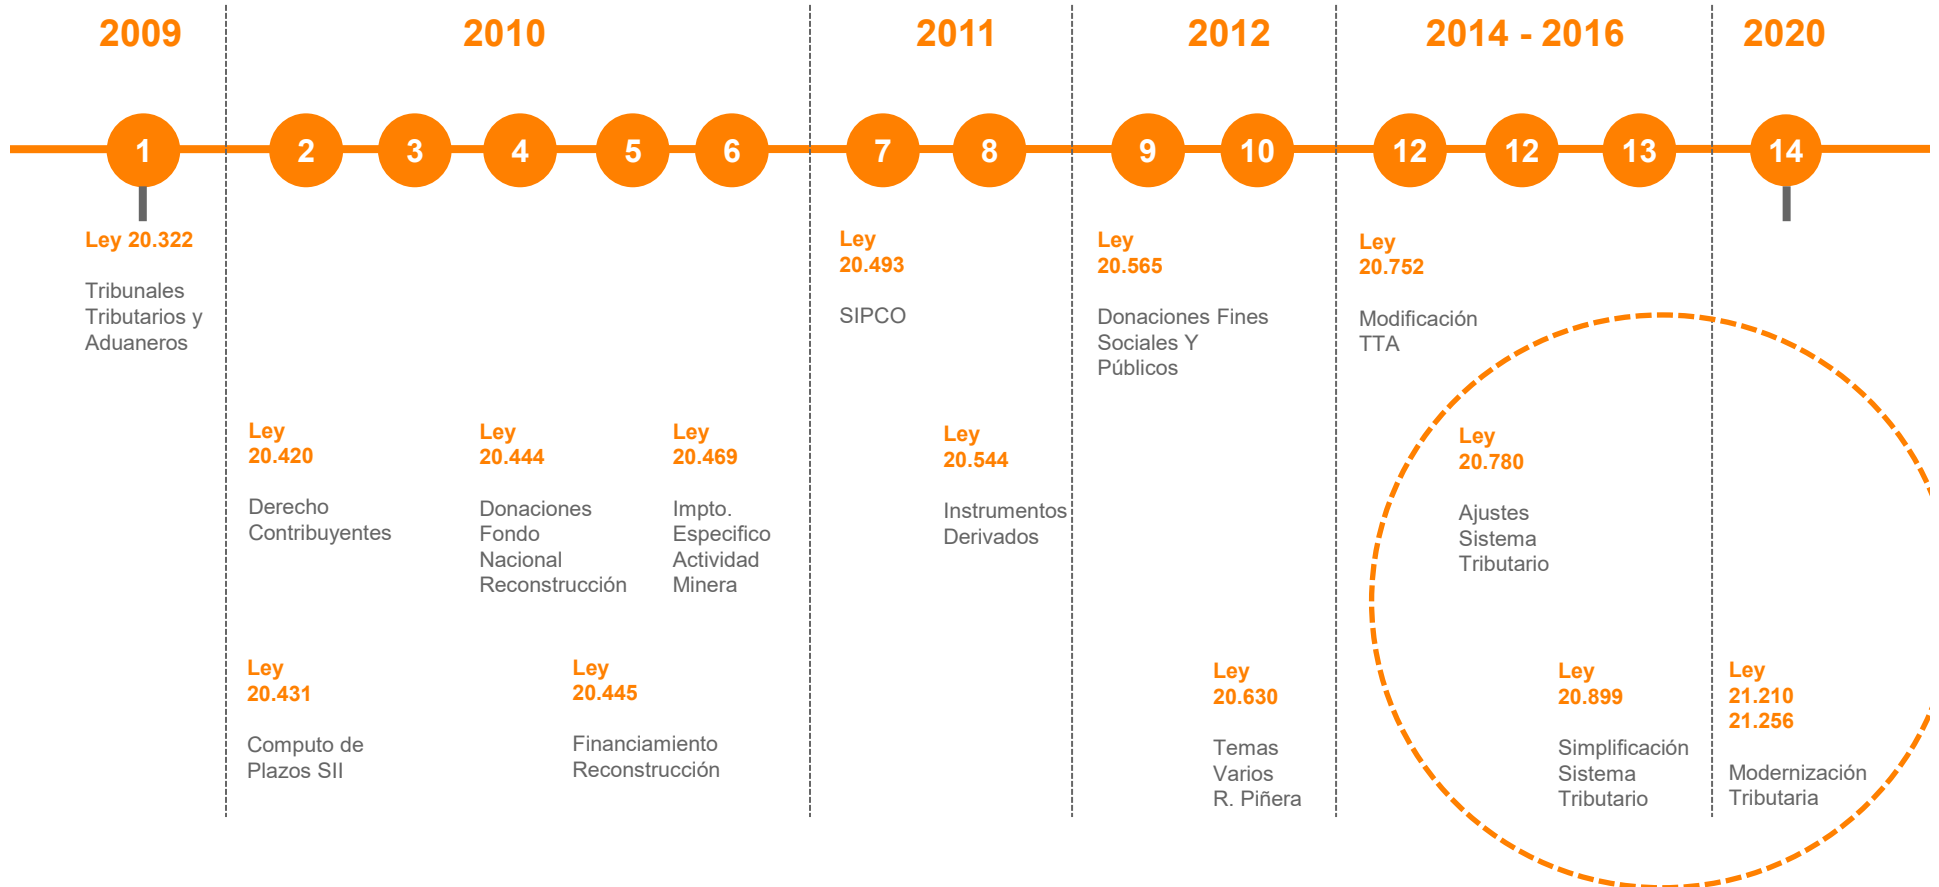 2009
2010
2011
2012
2014 - 2016
2020
1
2
3
4
5
6
7
8
9
10
12
12
13
14
Ley 20.322
Tribunales
Tributarios y
Aduaneros
Ley
20.420
Derecho
Contribuyentes
Ley
20.431
Computo de
Plazos SII
Ley
20.444
Donaciones
Fondo
Nacional
Reconstrucción
Ley
20.445
Financiamiento
Reconstrucción
Ley
20.469
Impto.
Especifico
Actividad
Minera
Ley
20.493
SIPCO
Ley
20.544
Instrumentos
Derivados
Ley
20.565
Donaciones Fines
Sociales Y
Públicos
Ley
20.630
Temas
Varios
R. Piñera
Ley
20.752
Modificación
TTA
Ley
20.780
Ajustes
Sistema
Tributario
Ley
20.899
Simplificación
Sistema
Tributario
Ley
21.210
21.256
Modernización
Tributaria